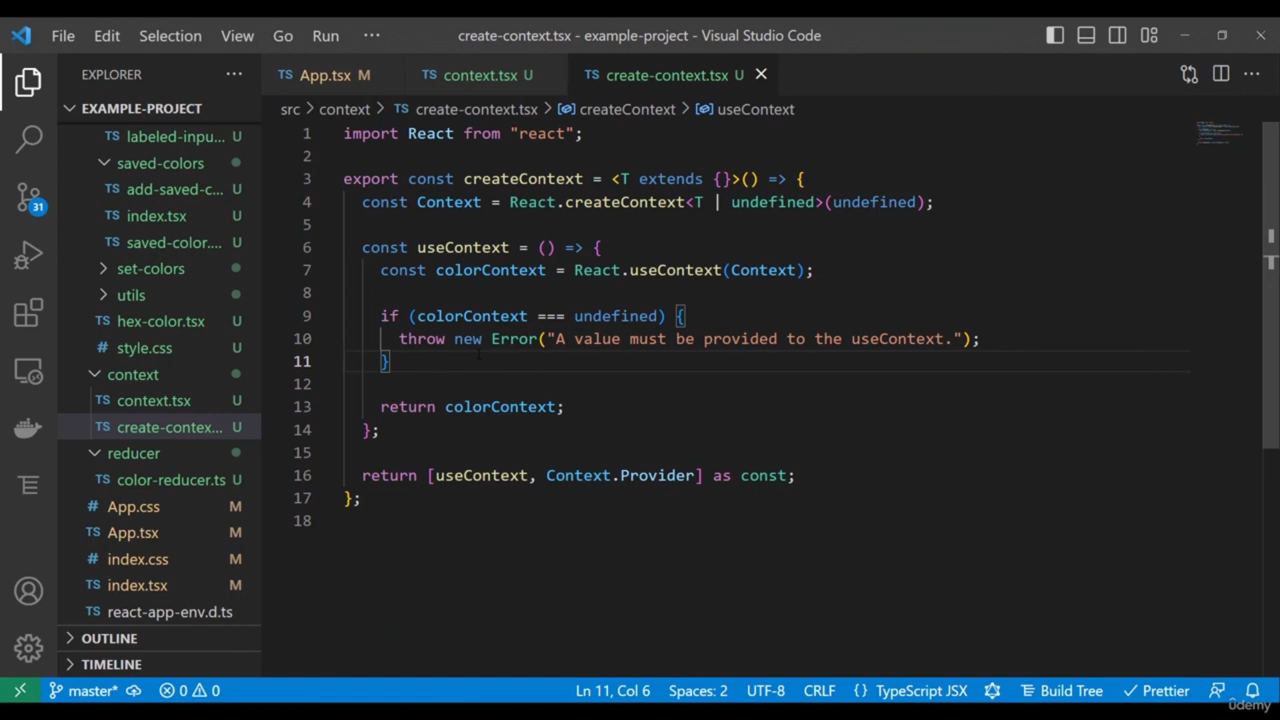 File Edit Selection View Go Run ··· create-context.tsx - example-project - Visual Studio Code
EXPLORER ··· TS App.tsx M TS context.tsx U TS create-context.tsx U
EXAMPLE-PROJECT
src > context > TS create-context.tsx > createContext > useContext
TS labeled-inpu... U
saved-colors
TS add-saved-c... U
TS index.tsx U
TS saved-color.... U
set-colors
utils
TS hex-color.tsx U
# style.css U
context
TS context.tsx U
TS create-contex... U
reducer
TS color-reducer.ts U
# App.css M
TS App.tsx M
# index.css M
TS index.tsx M
TS react-app-env.d.ts
OUTLINE
TIMELINE
31
1 import React from "react";
2
3 export const createContext = <T extends {}>() => {
4 const Context = React.createContext<T | undefined>(undefined);
5
6 const useContext = () => {
7 const colorContext = React.useContext(Context);
8
9 if (colorContext === undefined) {
10 throw new Error("A value must be provided to the useContext.");
11 }
12
13 return colorContext;
14 };
15
16 return [useContext, Context.Provider] as const;
17 };
18
master* 0 0 Ln 11, Col 6 Spaces: 2 UTF-8 CRLF {} TypeScript JSX Build Tree Prettier
ûdemy